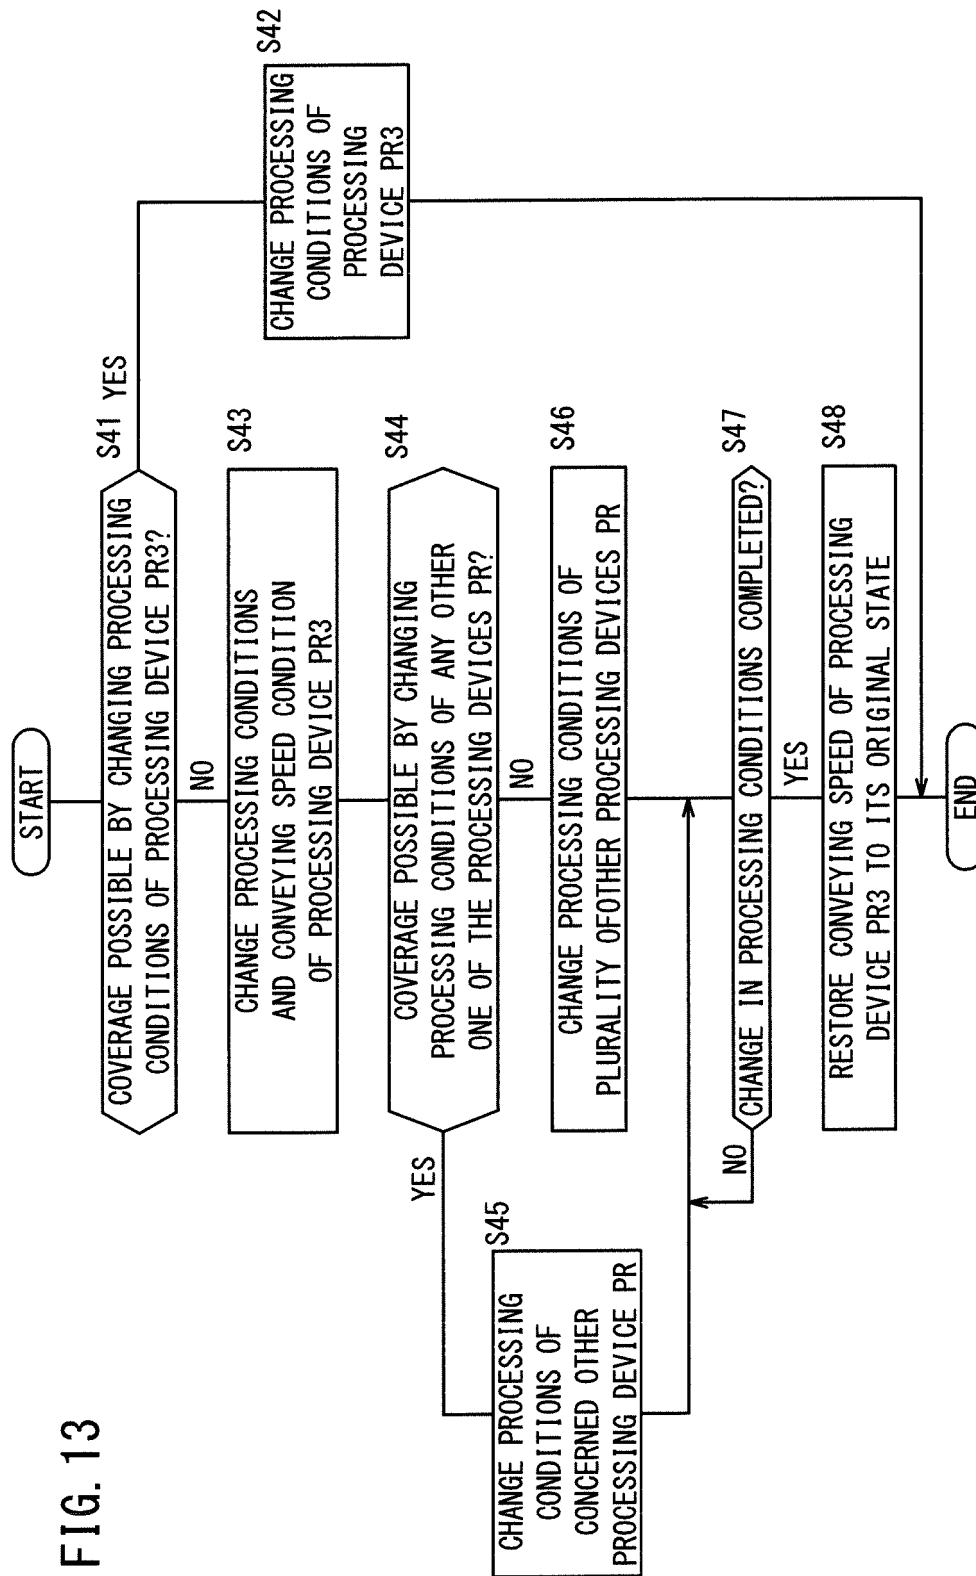 FIG. 13
START
COVERAGE POSSIBLE BY CHANGING PROCESSING
CONDITIONS OF PROCESSING DEVICE PR3?
S41
YES
NO
CHANGE PROCESSING
CONDITIONS OF
PROCESSING
DEVICE PR3
S42
CHANGE PROCESSING CONDITIONS
AND CONVEYING SPEED CONDITION
OF PROCESSING DEVICE PR3
S43
COVERAGE POSSIBLE BY CHANGING
PROCESSING CONDITIONS OF ANY OTHER
ONE OF THE PROCESSING DEVICES PR?
S44
YES
NO
CHANGE PROCESSING
CONDITIONS OF
CONCERNED OTHER
PROCESSING DEVICE PR
S45
CHANGE PROCESSING CONDITIONS OF
PLURALITY OFOTHER PROCESSING DEVICES PR
S46
CHANGE IN PROCESSING CONDITIONS COMPLETED?
S47
NO
YES
RESTORE CONVEYING SPEED OF PROCESSING
DEVICE PR3 TO ITS ORIGINAL STATE
S48
END